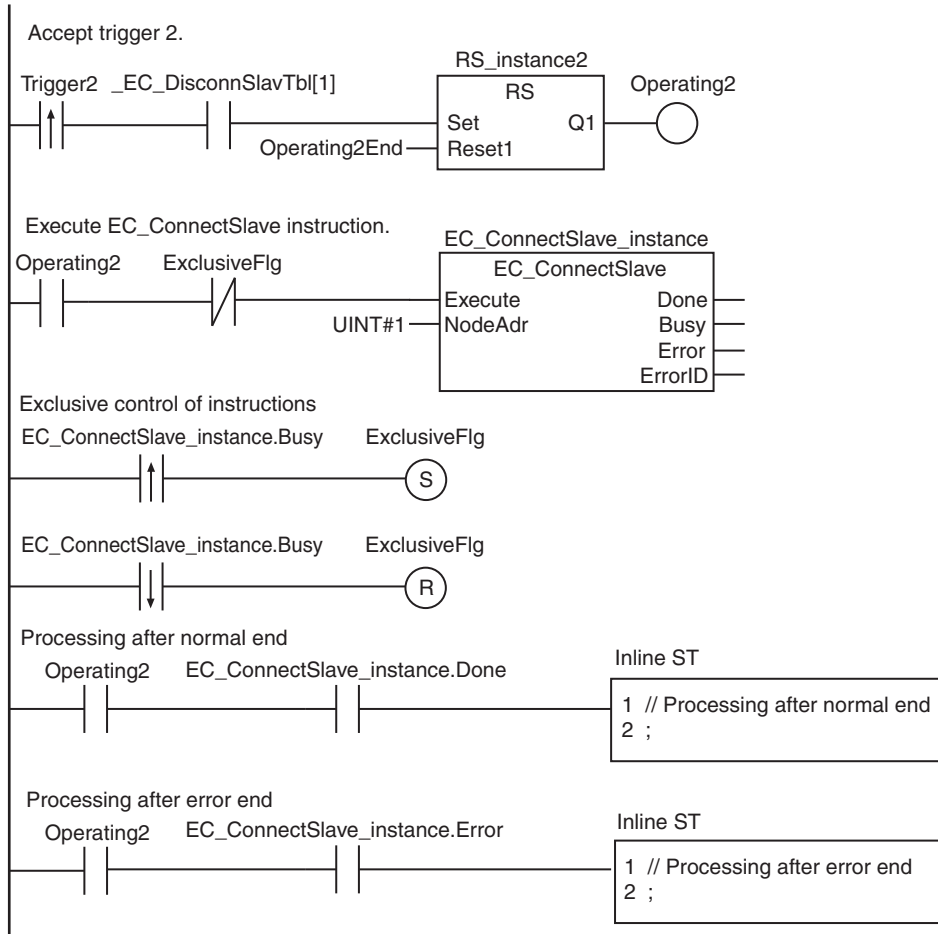 Accept trigger 2.
RS_instance2
Trigger2 _EC_DisconnSlavTbl[1] RS Operating2
Set Q1
Operating2End Reset1
Execute EC_ConnectSlave instruction.
EC_ConnectSlave_instance
Operating2 ExclusiveFlg EC_ConnectSlave
Execute Done
UINT#1 NodeAdr Busy
Error
ErrorID
Exclusive control of instructions
EC_ConnectSlave_instance.Busy ExclusiveFlg
S
EC_ConnectSlave_instance.Busy ExclusiveFlg
R
Processing after normal end
Operating2 EC_ConnectSlave_instance.Done Inline ST
1 // Processing after normal end
2 ;
Processing after error end
Operating2 EC_ConnectSlave_instance.Error Inline ST
1 // Processing after error end
2 ;